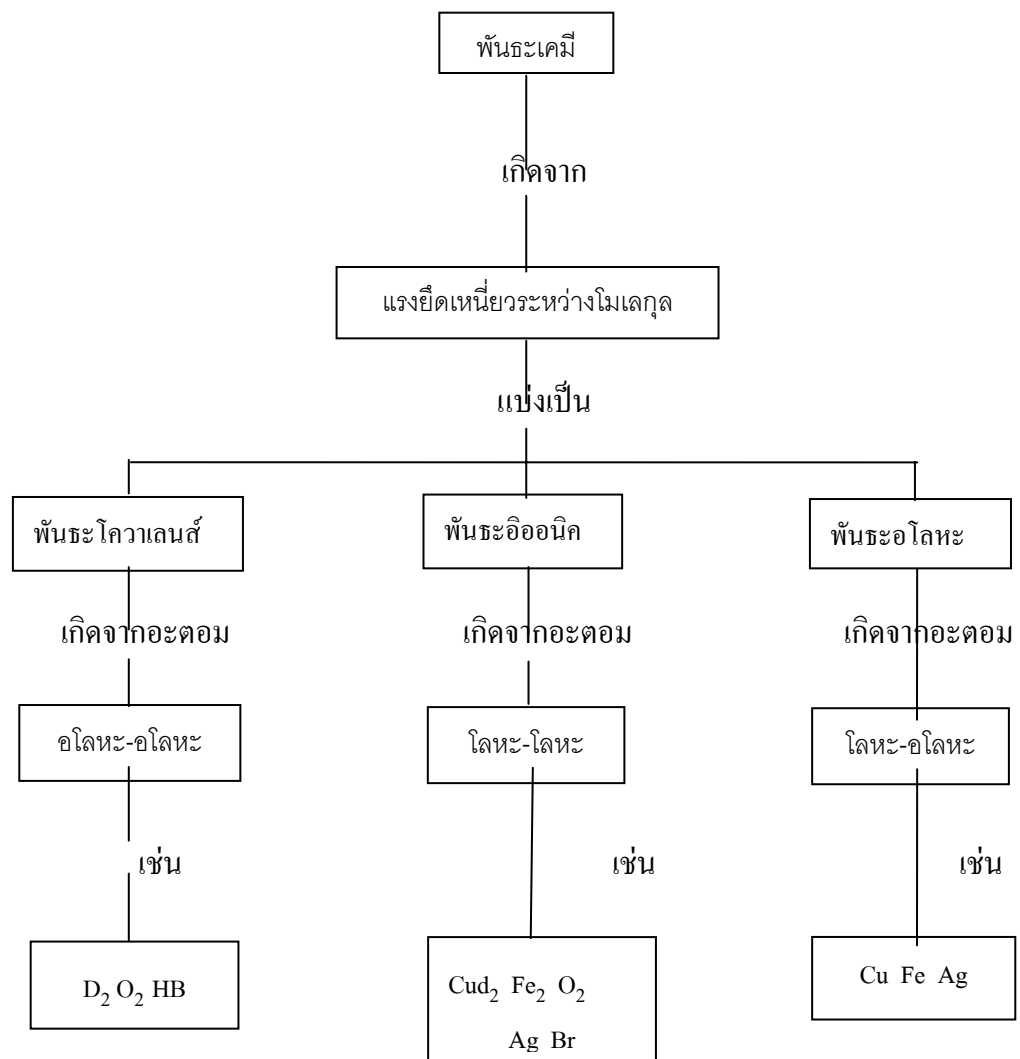 พันธะเคมี
เกิดจาก
แรงยึดเหนี่ยวระหว่างโมเลกุล
แบ่งเป็น
พันธะโควาเลนส์
พันธะอิออนิค
พันธะอโลหะ
เกิดจากอะตอม
เกิดจากอะตอม
เกิดจากอะตอม
อโลหะ-อโลหะ
โลหะ-โลหะ
โลหะ-อโลหะ
เช่น
เช่น
เช่น
D₂ O₂ HB
Cud₂ Fe₂ O₂
Ag Br
Cu Fe Ag